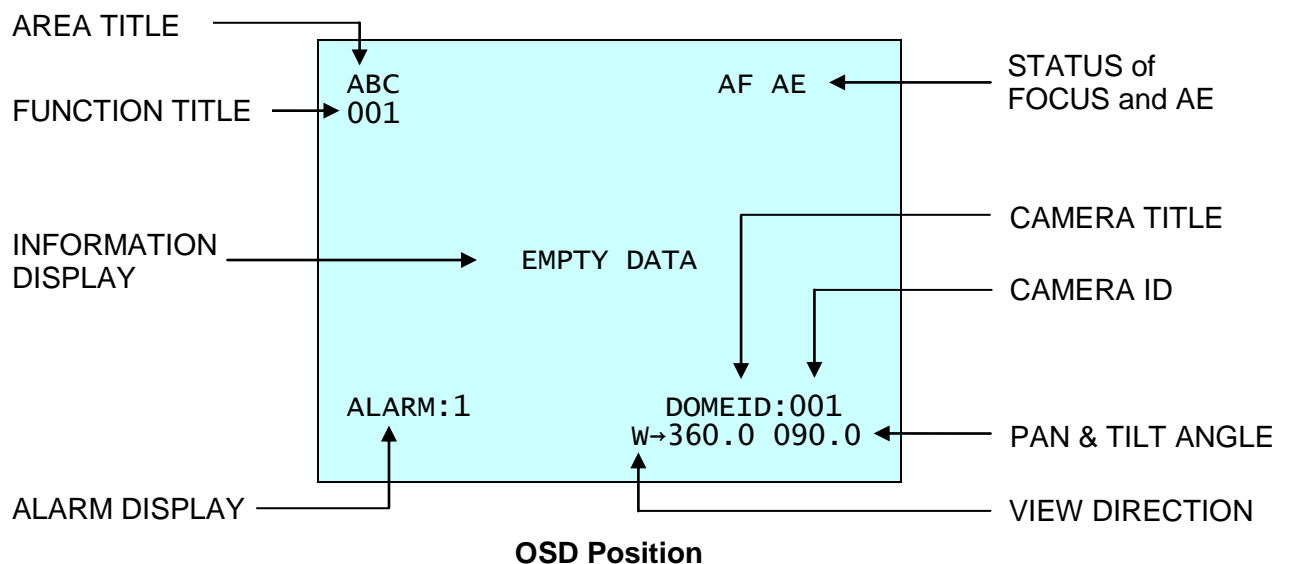 AREA TITLE
FUNCTION TITLE
INFORMATION
DISPLAY
ALARM DISPLAY
ABC
001
AF AE
EMPTY DATA
ALARM:1
DOMEID:001
W→360.0 090.0
STATUS of
FOCUS and AE
CAMERA TITLE
CAMERA ID
PAN & TILT ANGLE
VIEW DIRECTION
OSD Position